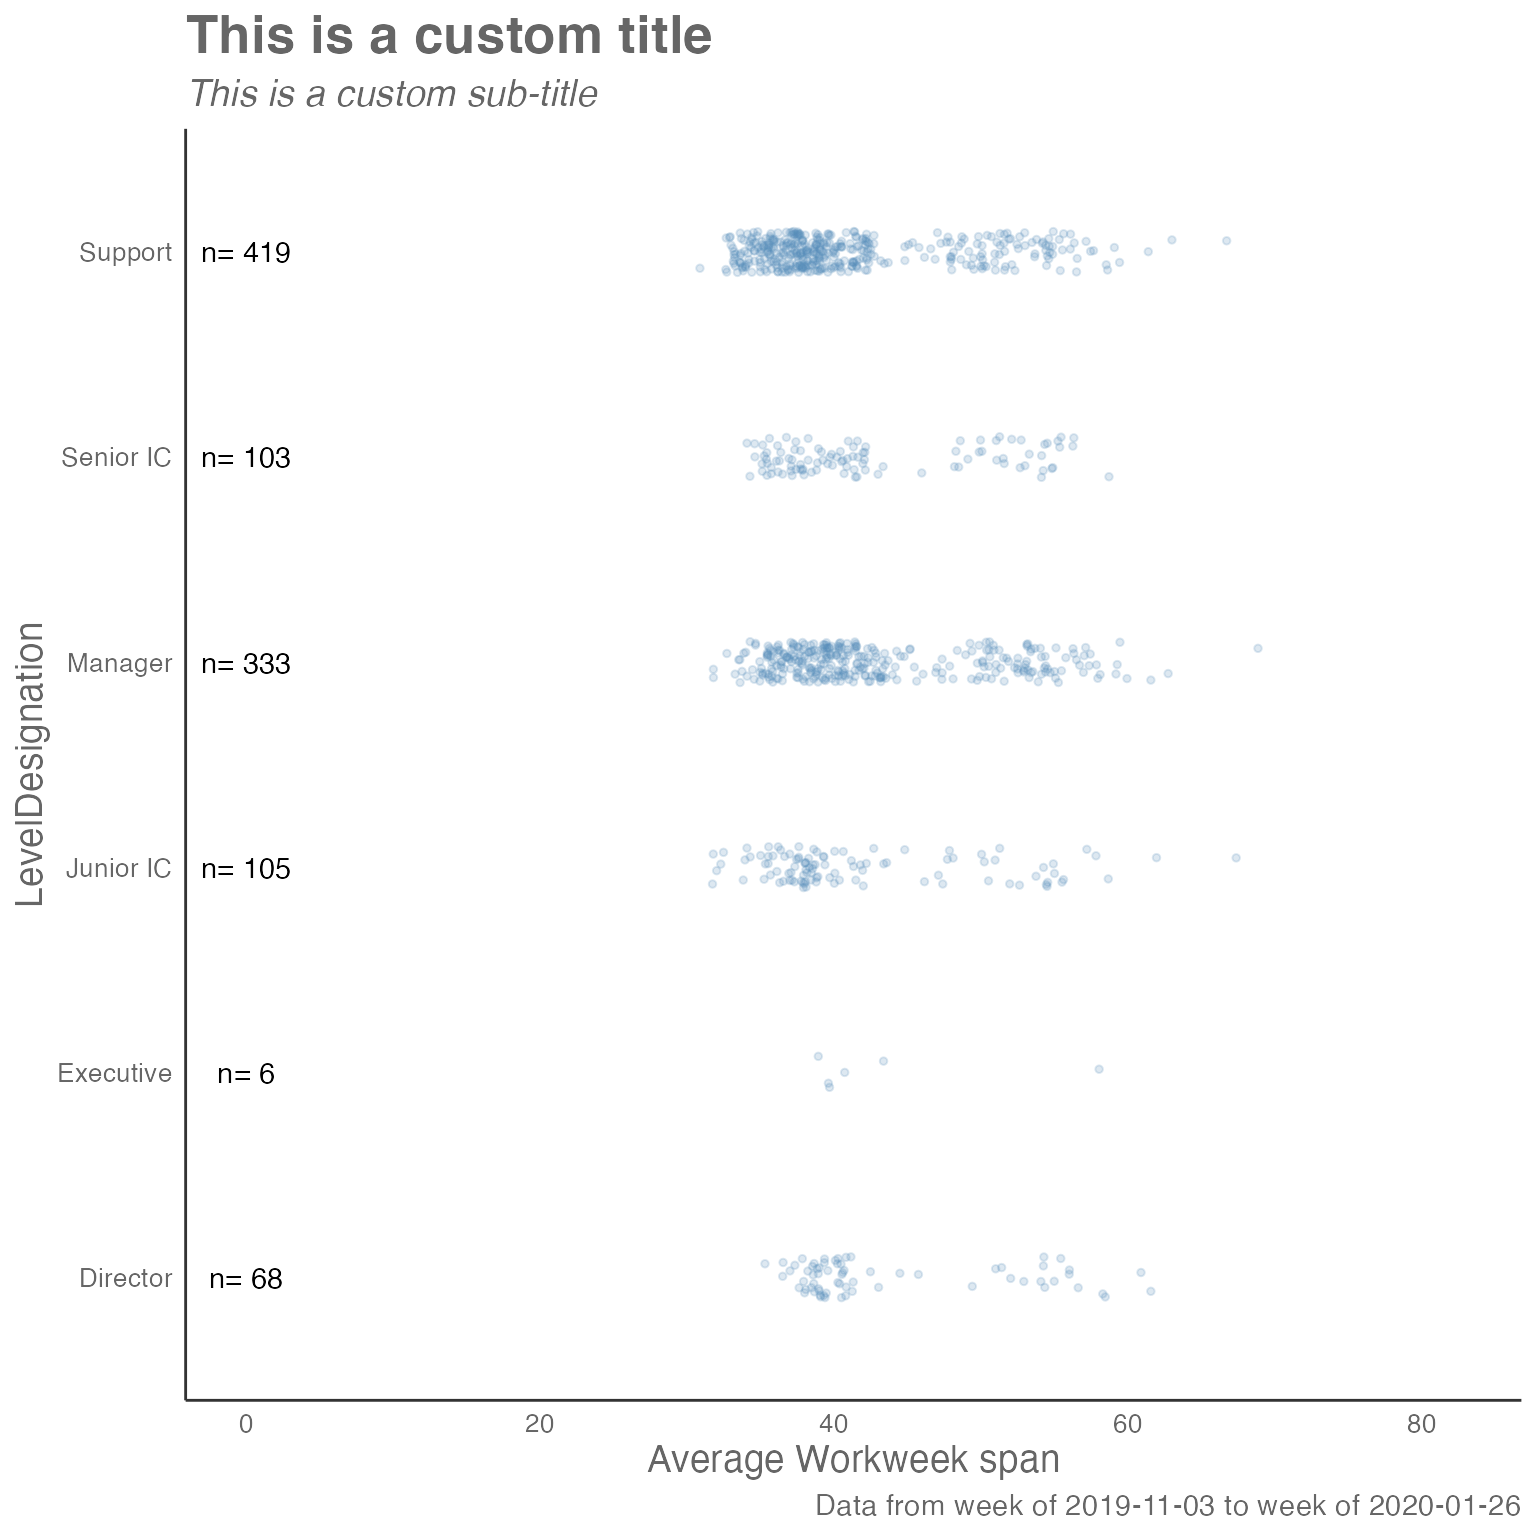 This is a custom title
This is a custom sub-title
LevelDesignation
Support n= 419
Senior IC n= 103
Manager n= 333
Junior IC n= 105
Executive n= 6
Director n= 68
0 20 40 60 80
Average Workweek span
Data from week of 2019-11-03 to week of 2020-01-26